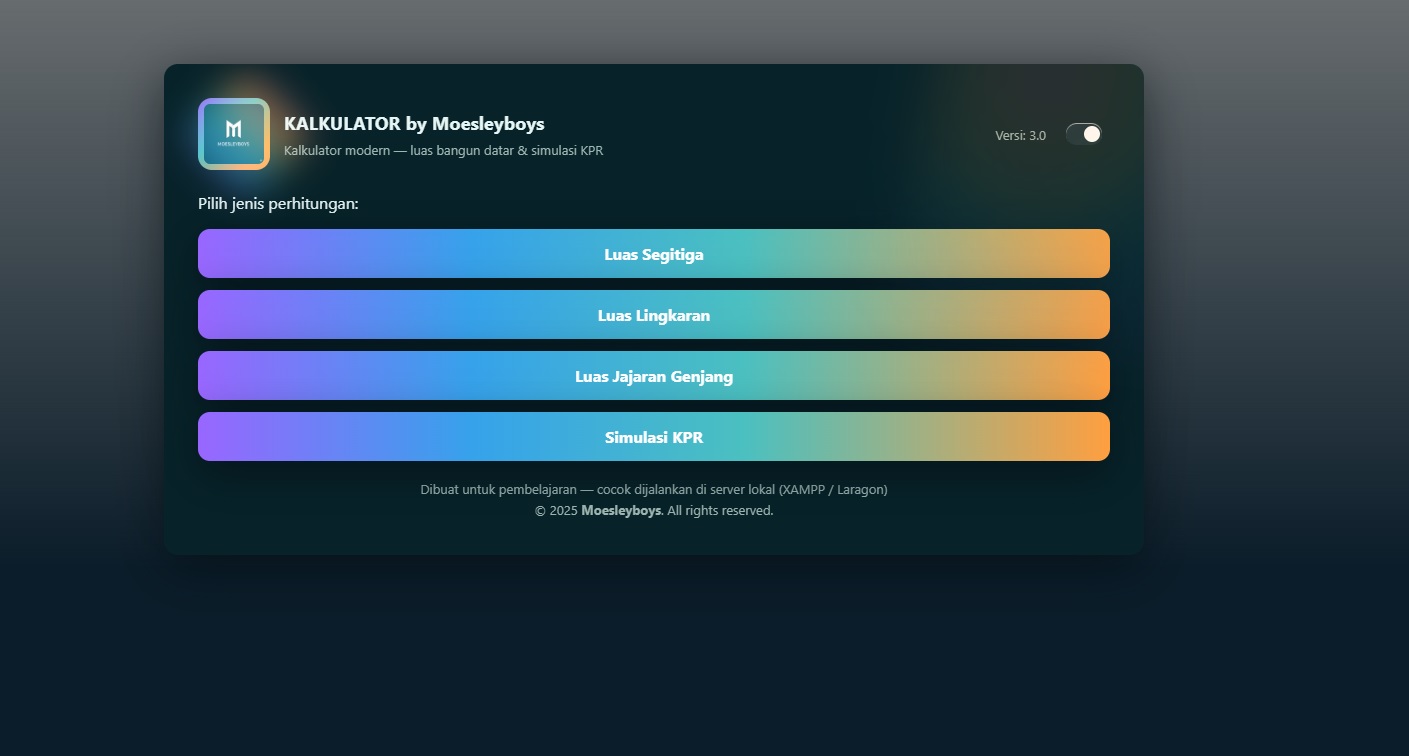 MOESLEYBOYS
KALKULATOR by Moesleyboys
Kalkulator modern — luas bangun datar & simulasi KPR
Versi: 3.0
Pilih jenis perhitungan:
Luas Segitiga
Luas Lingkaran
Luas Jajaran Genjang
Simulasi KPR
Dibuat untuk pembelajaran — cocok dijalankan di server lokal (XAMPP / Laragon)
© 2025 Moesleyboys. All rights reserved.